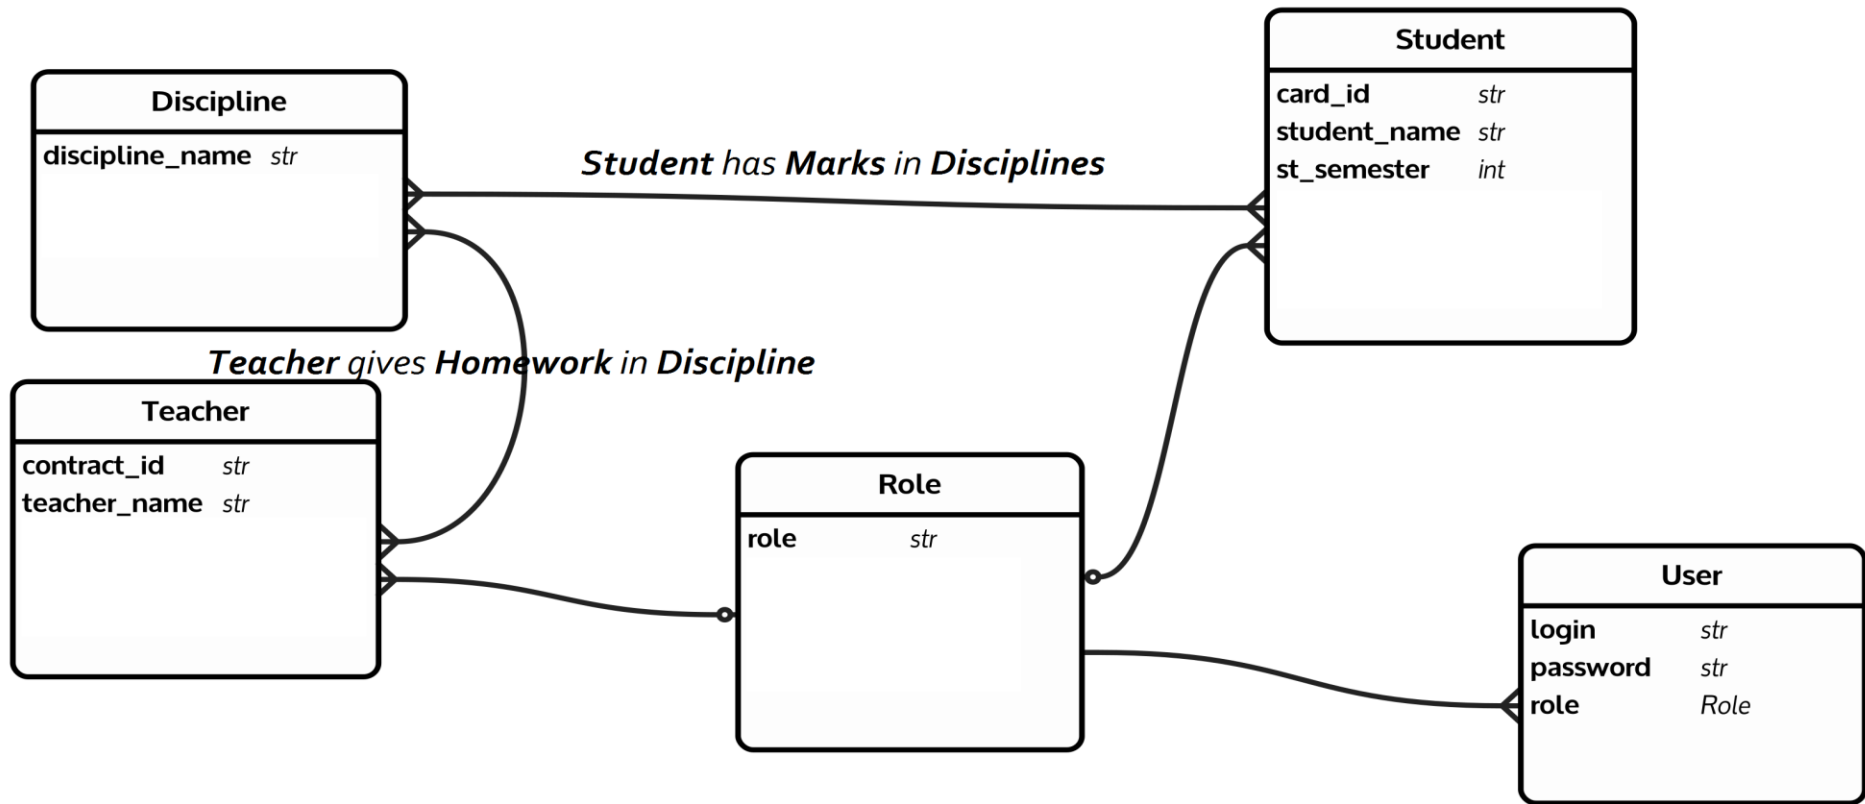 Discipline
discipline_name str
Student has Marks in Disciplines
Student
card_id str
student_name str
st_semester int
Teacher gives Homework in Discipline
Teacher
contract_id str
teacher_name str
Role
role str
User
login str
password str
role Role